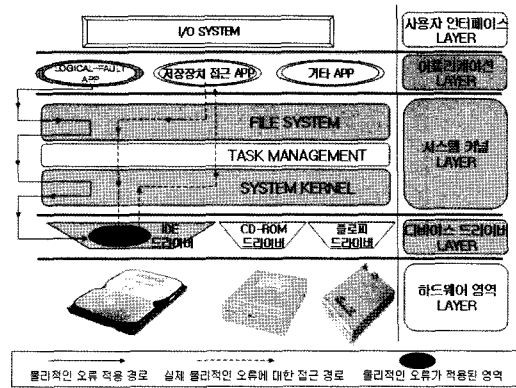 I/O SYSTEM
사용자 인터페이스
LAYER
LOGICAL-FAULT
APP
저장장치 접근 APP
기타 APP
어플리케이션
LAYER
FILE SYSTEM
TASK MANAGEMENT
SYSTEM KERNEL
시스템 커널
LAYER
IDE
드라이버
CD-ROM
드라이버
플로피
드라이버
디바이스 드라이버
LAYER
하드웨어 영역
LAYER
물리적인 오류 적용 경로
실제 물리적인 오류에 대한 접근 경로
물리적인 오류가 적용된 영역